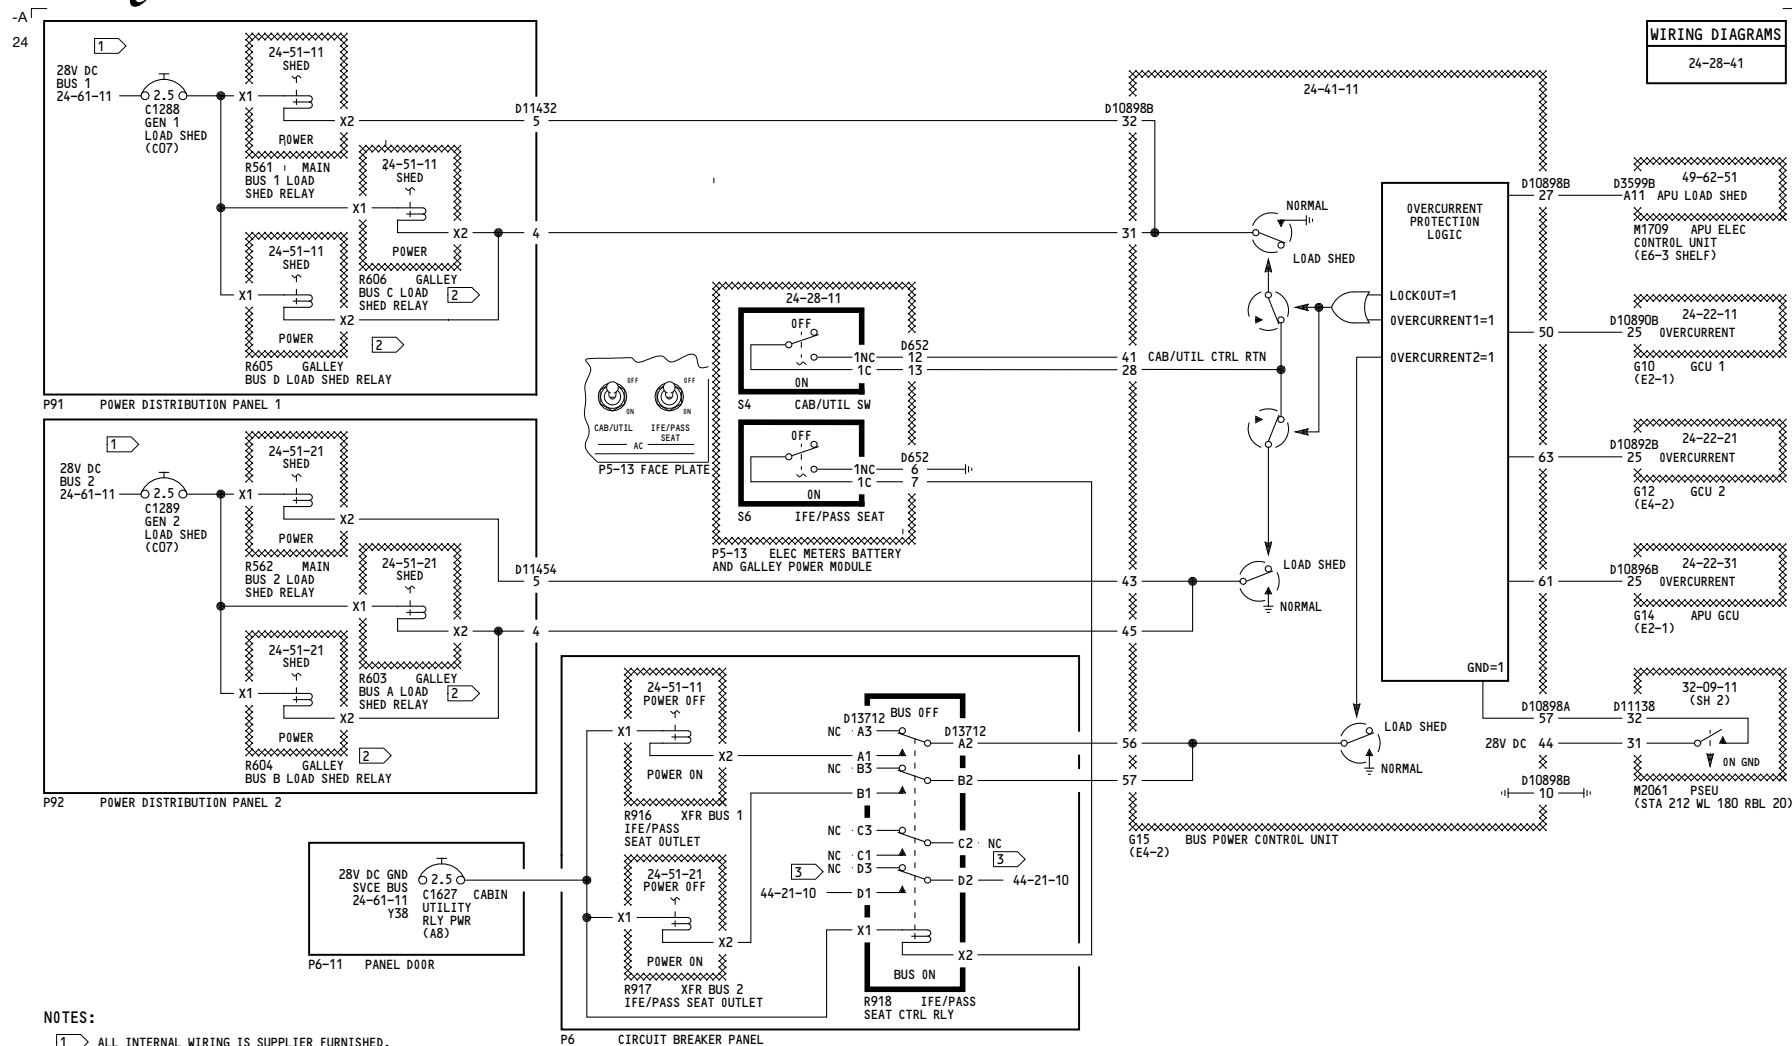 -A
24
WIRING DIAGRAMS
24-28-41
1
28V DC
BUS 1
24-61-11
2.5
C1288
GEN 1
LOAD SHED
(C07)
24-51-11
SHED
X1
X2
POWER
R561 MAIN
BUS 1 LOAD
SHED RELAY
24-51-11
SHED
X1
X2
POWER
R606 GALLEY
BUS C LOAD
SHED RELAY
2
24-51-11
SHED
X1
X2
POWER
2
R605 GALLEY
BUS D LOAD SHED RELAY
D11432
5
4
P91 POWER DISTRIBUTION PANEL 1
1
28V DC
BUS 2
24-61-11
2.5
C1289
GEN 2
LOAD SHED
(C07)
24-51-21
SHED
X1
X2
POWER
R562 MAIN
BUS 2 LOAD
SHED RELAY
24-51-21
SHED
X1
X2
R603 GALLEY
BUS A LOAD
SHED RELAY
2
24-51-21
SHED
X1
X2
POWER
2
R604 GALLEY
BUS B LOAD SHED RELAY
D11454
5
4
P92 POWER DISTRIBUTION PANEL 2
OFF
OFF
ON
ON
CAB/UTIL
IFE/PASS
SEAT
AC
P5-13 FACE PLATE
24-28-11
OFF
1NC
1C
ON
D652
12
13
S4 CAB/UTIL SW
OFF
1NC
1C
ON
D652
6
7
S6 IFE/PASS SEAT
P5-13 ELEC METERS BATTERY
AND GALLEY POWER MODULE
28V DC GND
SVCE BUS
24-61-11
Y38
2.5
C1627 CABIN
UTILITY
RLY PWR
(A8)
P6-11 PANEL DOOR
24-51-11
POWER OFF
X1
X2
POWER ON
R916 XFR BUS 1
IFE/PASS
SEAT OUTLET
24-51-21
POWER OFF
X1
X2
POWER ON
R917 XFR BUS 2
IFE/PASS SEAT OUTLET
D13712
BUS OFF
D13712
NC A3
A2
A1
NC B3
B2
B1
NC C3
C2 NC
NC C1
3
3
NC D3
D2
44-21-10
44-21-10
D1
X1
X2
BUS ON
R918 IFE/PASS
SEAT CTRL RLY
P6 CIRCUIT BREAKER PANEL
24-41-11
D10898B
32
31
41 CAB/UTIL CTRL RTN
28
43
45
56
57
NORMAL
LOAD SHED
LOAD SHED
NORMAL
LOAD SHED
NORMAL
OVERCURRENT
PROTECTION
LOGIC
LOCKOUT=1
OVERCURRENT1=1
OVERCURRENT2=1
GND=1
G15 BUS POWER CONTROL UNIT
(E4-2)
D10898B
27
50
63
61
D10898A
57
28V DC 44
D10898B
10
D3599B
A11
49-62-51
APU LOAD SHED
M1709 APU ELEC
CONTROL UNIT
(E6-3 SHELF)
D10890B
25
24-22-11
OVERCURRENT
G10 GCU 1
(E2-1)
D10892B
25
24-22-21
OVERCURRENT
G12 GCU 2
(E4-2)
D10896B
25
24-22-31
OVERCURRENT
G14 APU GCU
(E2-1)
D11138
32
31
32-09-11
(SH 2)
ON GND
M2061 PSEU
(STA 212 WL 180 RBL 20)
NOTES:
1 ALL INTERNAL WIRING IS SUPPLIER FURNISHED.